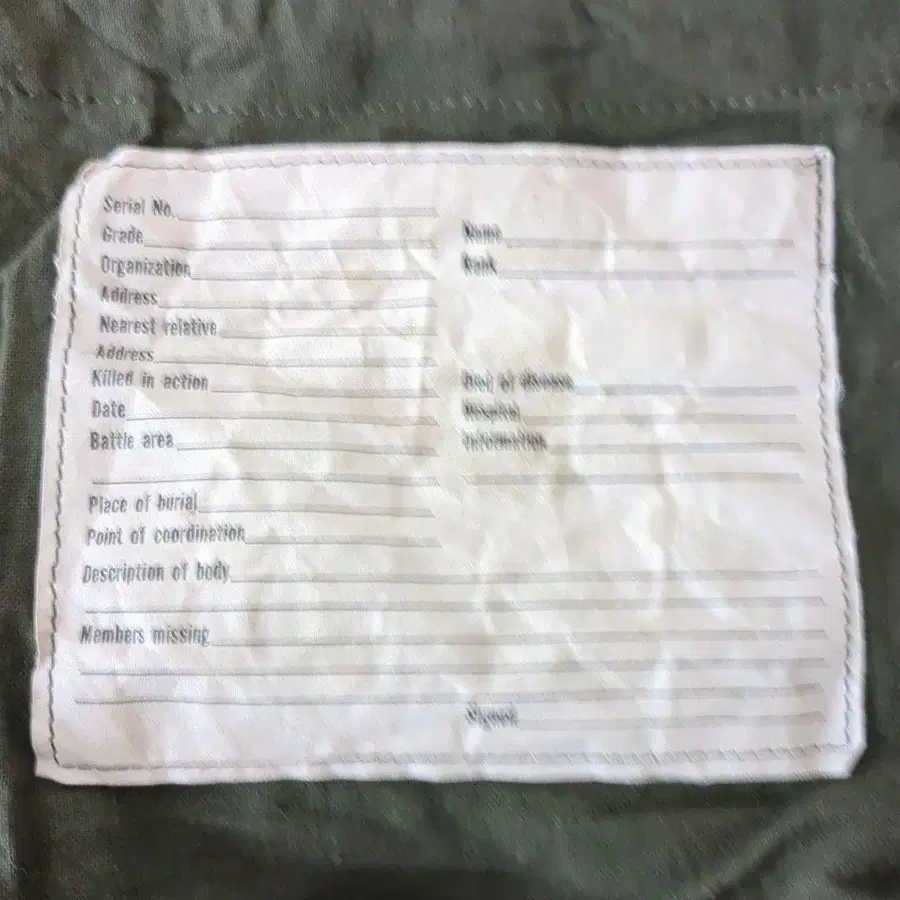 Serial No.
Grade
Name
Organization
Rank
Address
Nearest relative
Address
Killed in action
Died of disease
Date
Hospital
Battle area
Information
Place of burial
Point of coordination
Description of body
Members missing
Signed